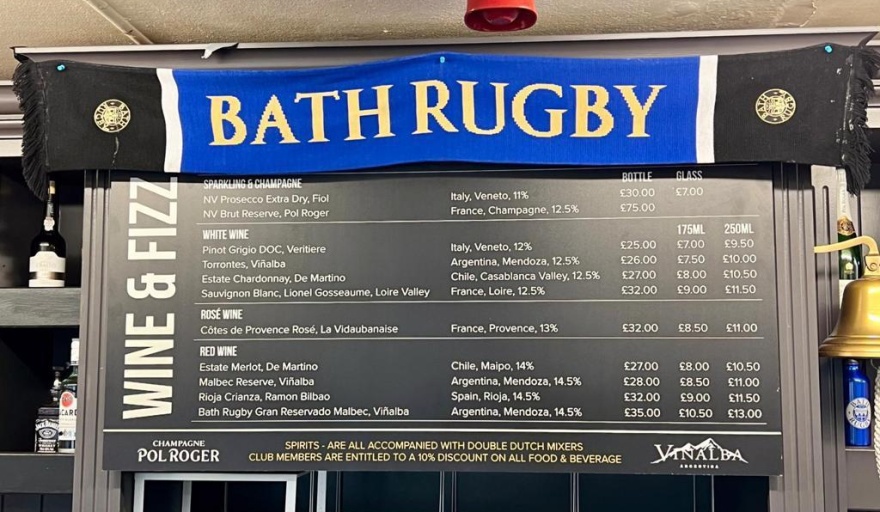 BATH RUGBY
WINE & FIZZ
SPARKLING & CHAMPAGNE BOTTLE GLASS
NV Prosecco Extra Dry, Fiol Italy, Veneto, 11% £30.00 £7.00
NV Brut Reserve, Pol Roger France, Champagne, 12.5% £75.00
WHITE WINE 175ML 250ML
Pinot Grigio DOC, Veritiere Italy, Veneto, 12% £25.00 £7.00 £9.50
Torrontes, Viñalba Argentina, Mendoza, 12.5% £26.00 £7.50 £10.00
Estate Chardonnay, De Martino Chile, Casablanca Valley, 12.5% £27.00 £8.00 £10.50
Sauvignon Blanc, Lionel Gosseaume, Loire Valley France, Loire, 12.5% £32.00 £9.00 £11.50
ROSÉ WINE
Côtes de Provence Rosé, La Vidaubanaise France, Provence, 13% £32.00 £8.50 £11.00
RED WINE
Estate Merlot, De Martino Chile, Maipo, 14% £27.00 £8.00 £10.50
Malbec Reserve, Viñalba Argentina, Mendoza, 14.5% £28.00 £8.50 £11.00
Rioja Crianza, Ramon Bilbao Spain, Rioja, 14.5% £32.00 £9.00 £11.50
Bath Rugby Gran Reservado Malbec, Viñalba Argentina, Mendoza, 14.5% £35.00 £10.50 £13.00
CHAMPAGNE
POL ROGER
SPIRITS - ARE ALL ACCOMPANIED WITH DOUBLE DUTCH MIXERS
CLUB MEMBERS ARE ENTITLED TO A 10% DISCOUNT ON ALL FOOD & BEVERAGE
VIÑALBA
ARGENTINA